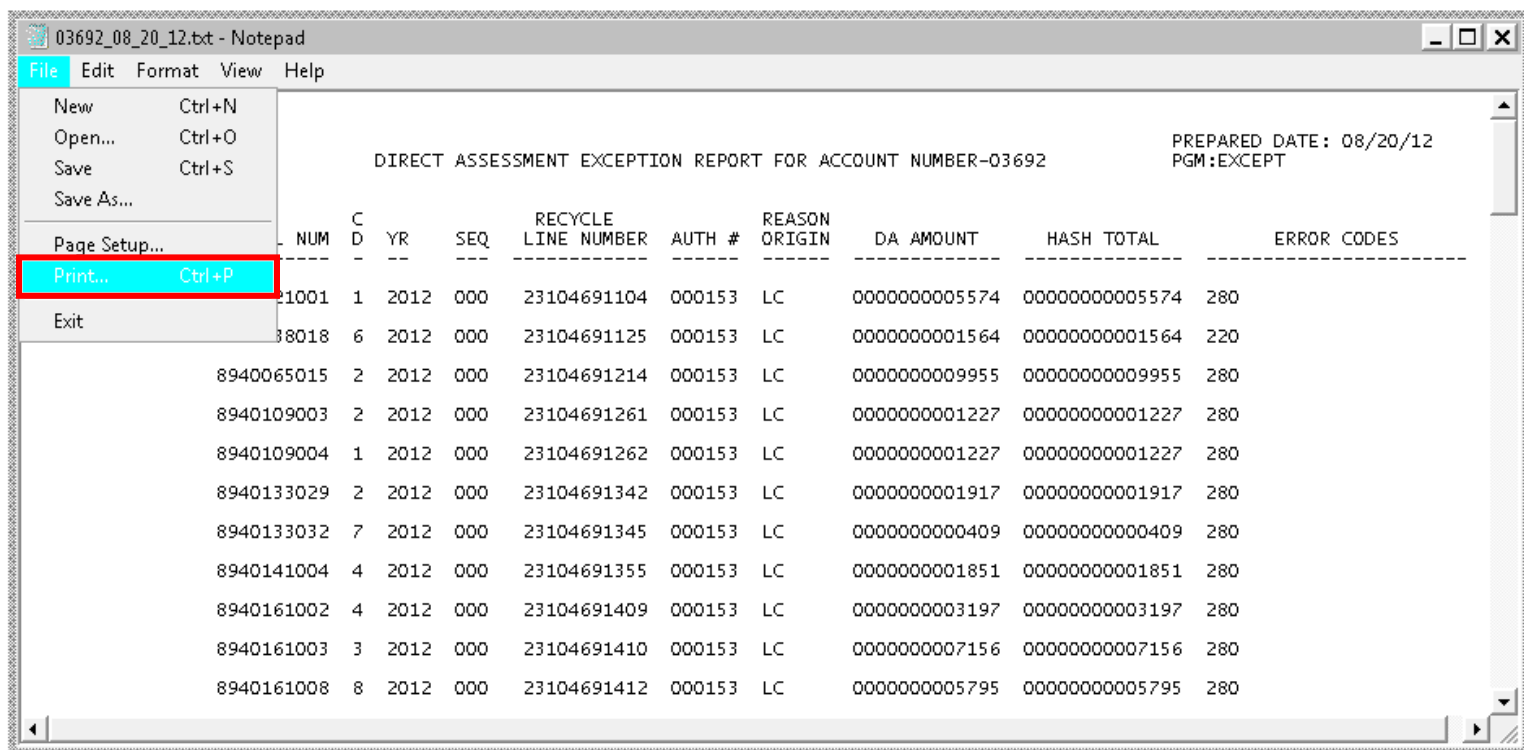 03692_08_20_12.txt - Notepad
File Edit Format View Help
New Ctrl+N
Open... Ctrl+O
Save Ctrl+S
Save As...
Page Setup...
Print... Ctrl+P
Exit
PREPARED DATE: 08/20/12
DIRECT ASSESSMENT EXCEPTION REPORT FOR ACCOUNT NUMBER-03692 PGM:EXCEPT
C RECYCLE REASON
NUM D YR SEQ LINE NUMBER AUTH # ORIGIN DA AMOUNT HASH TOTAL ERROR CODES
----- - -- --- ------------ ------ ------ ------------- -------------- -----------------------
21001 1 2012 000 23104691104 000153 LC 0000000005574 00000000005574 280
38018 6 2012 000 23104691125 000153 LC 0000000001564 00000000001564 220
8940065015 2 2012 000 23104691214 000153 LC 0000000009955 00000000009955 280
8940109003 2 2012 000 23104691261 000153 LC 0000000001227 00000000001227 280
8940109004 1 2012 000 23104691262 000153 LC 0000000001227 00000000001227 280
8940133029 2 2012 000 23104691342 000153 LC 0000000001917 00000000001917 280
8940133032 7 2012 000 23104691345 000153 LC 0000000000409 00000000000409 280
8940141004 4 2012 000 23104691355 000153 LC 0000000001851 00000000001851 280
8940161002 4 2012 000 23104691409 000153 LC 0000000003197 00000000003197 280
8940161003 3 2012 000 23104691410 000153 LC 0000000007156 00000000007156 280
8940161008 8 2012 000 23104691412 000153 LC 0000000005795 00000000005795 280